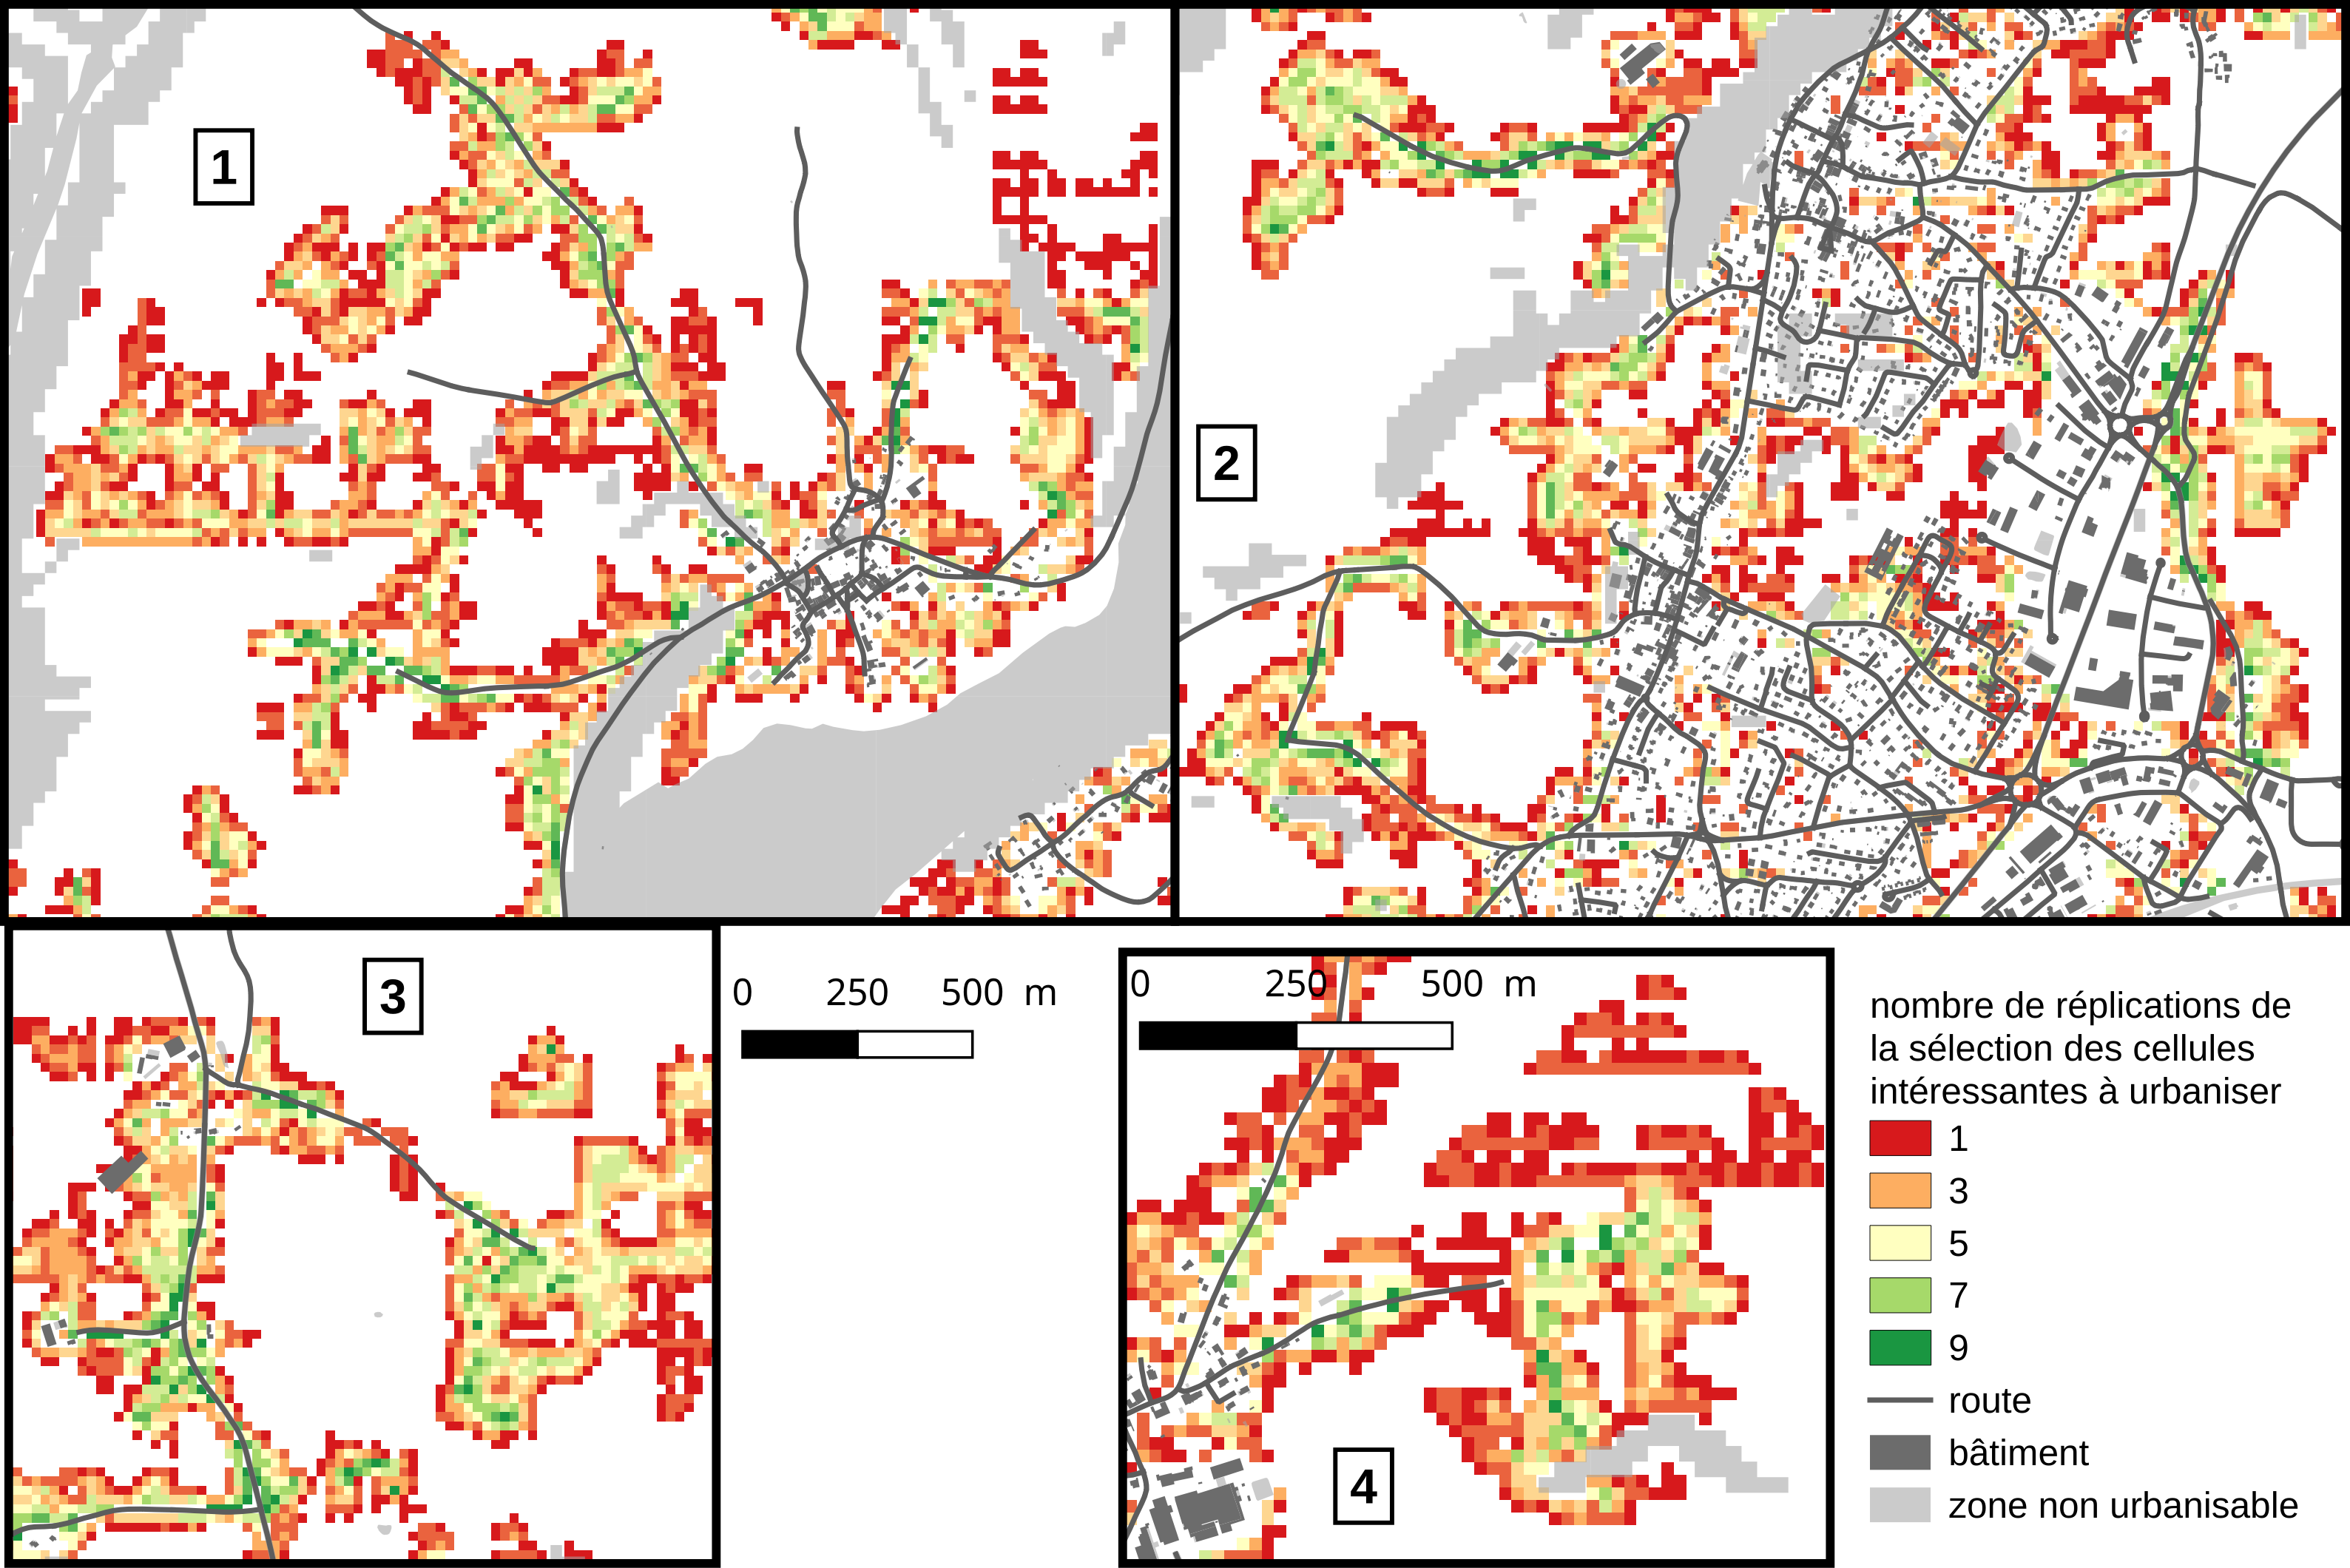 1
2
3
0 250 500 m
0 250 500 m
4
nombre de réplications de
la sélection des cellules
intéressantes à urbaniser
1
3
5
7
9
route
bâtiment
zone non urbanisable